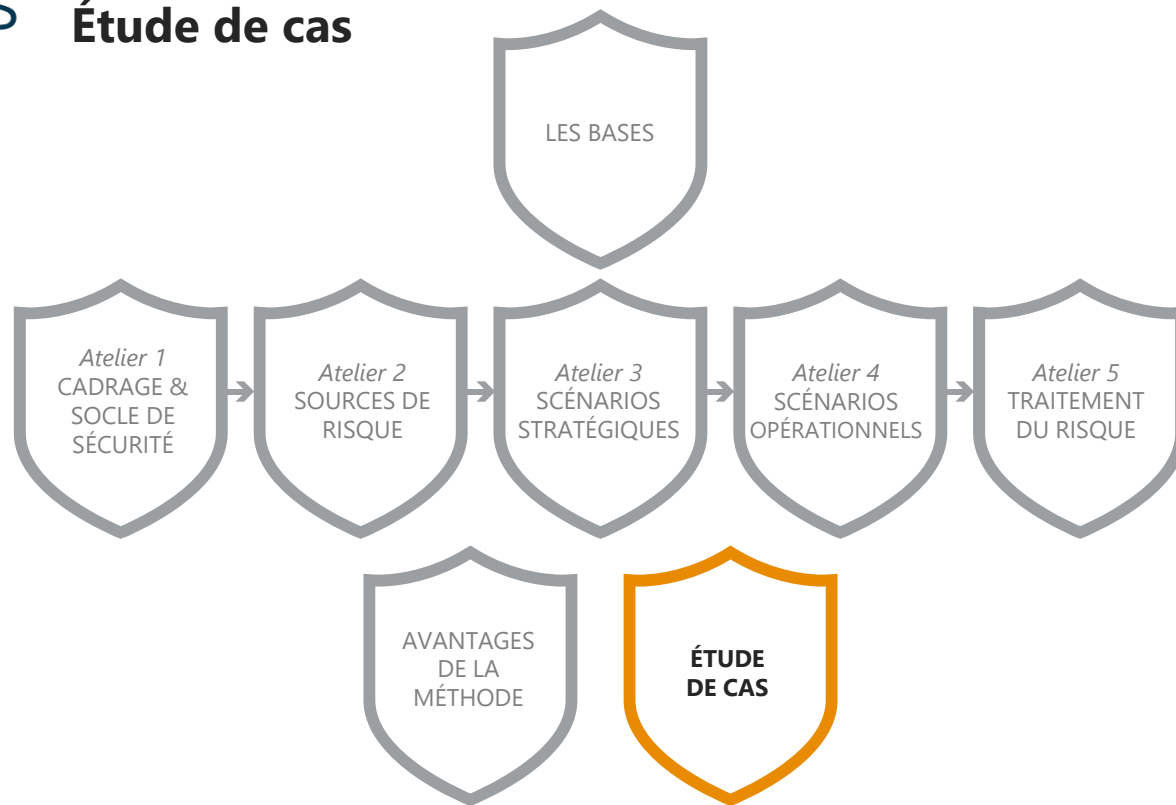 Étude de cas
LES BASES
Atelier 1
CADRAGE &
SOCLE DE
SÉCURITÉ
Atelier 2
SOURCES DE
RISQUE
Atelier 3
SCÉNARIOS
STRATÉGIQUES
Atelier 4
SCÉNARIOS
OPÉRATIONNELS
Atelier 5
TRAITEMENT
DU RISQUE
AVANTAGES
DE LA
MÉTHODE
ÉTUDE
DE CAS